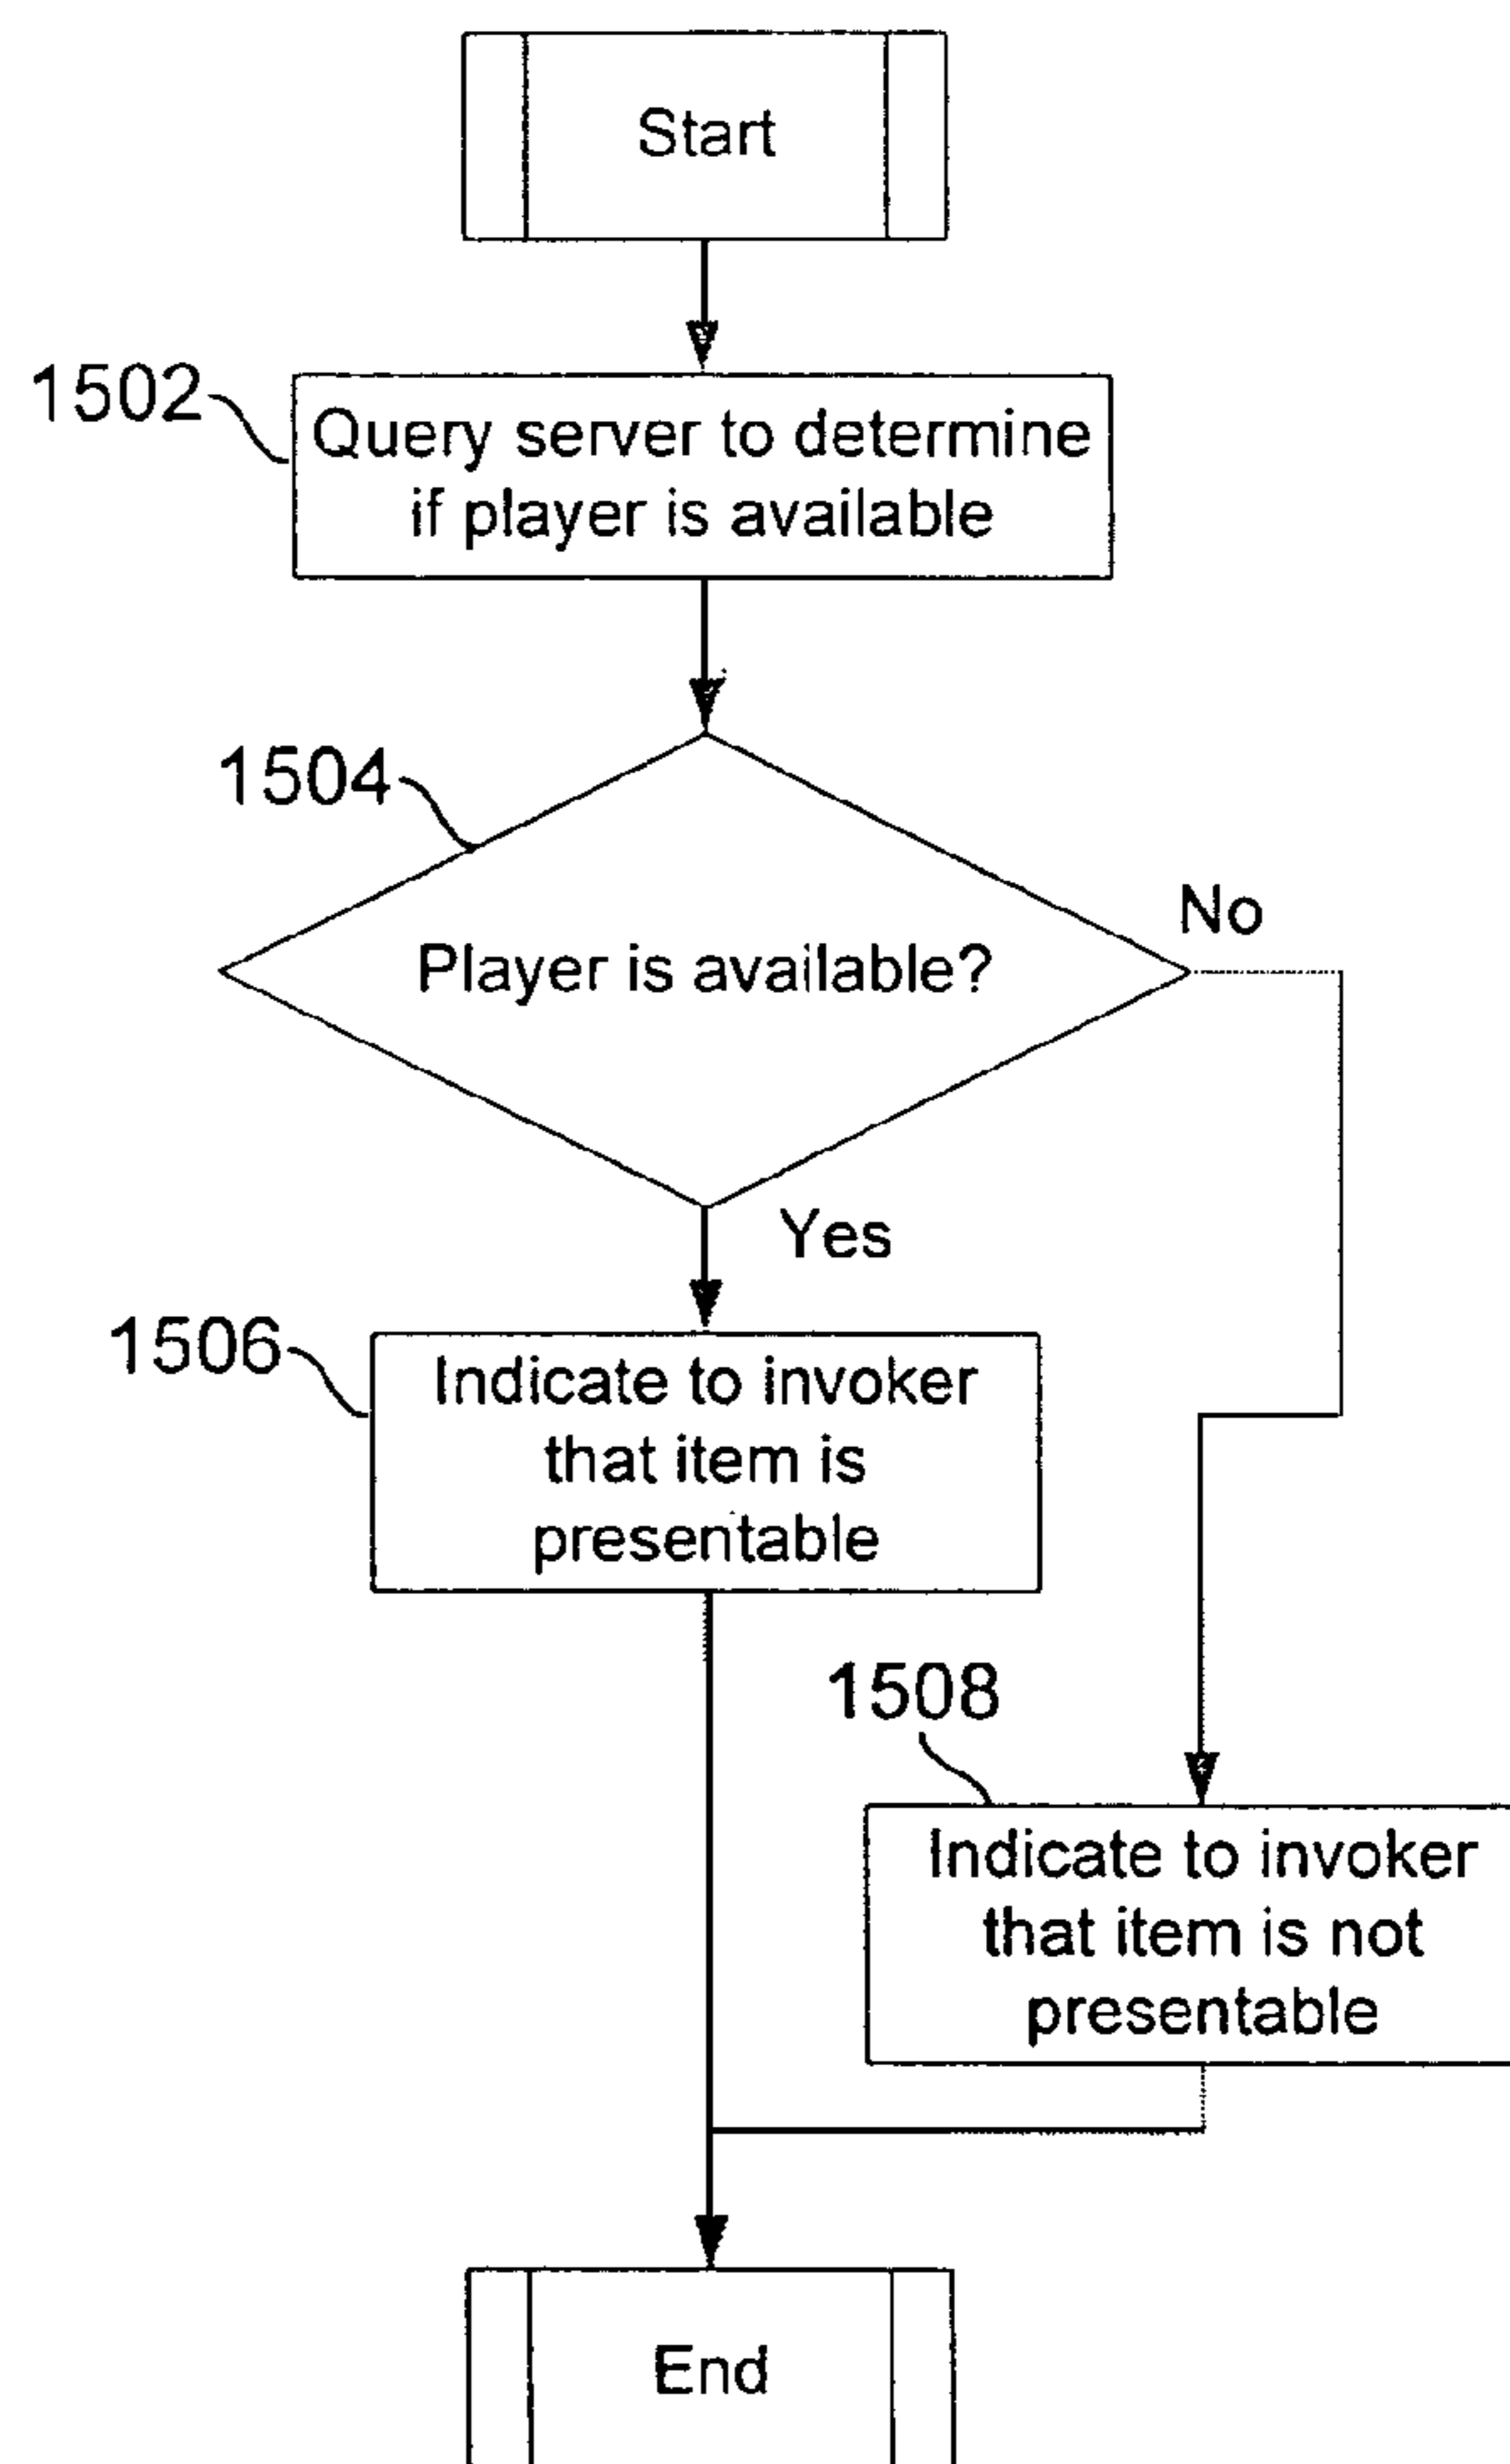 Start
1502
Query server to determine
if player is available
1504
Player is available?
No
Yes
1506
Indicate to invoker
that item is
presentable
1508
Indicate to invoker
that item is not
presentable
End